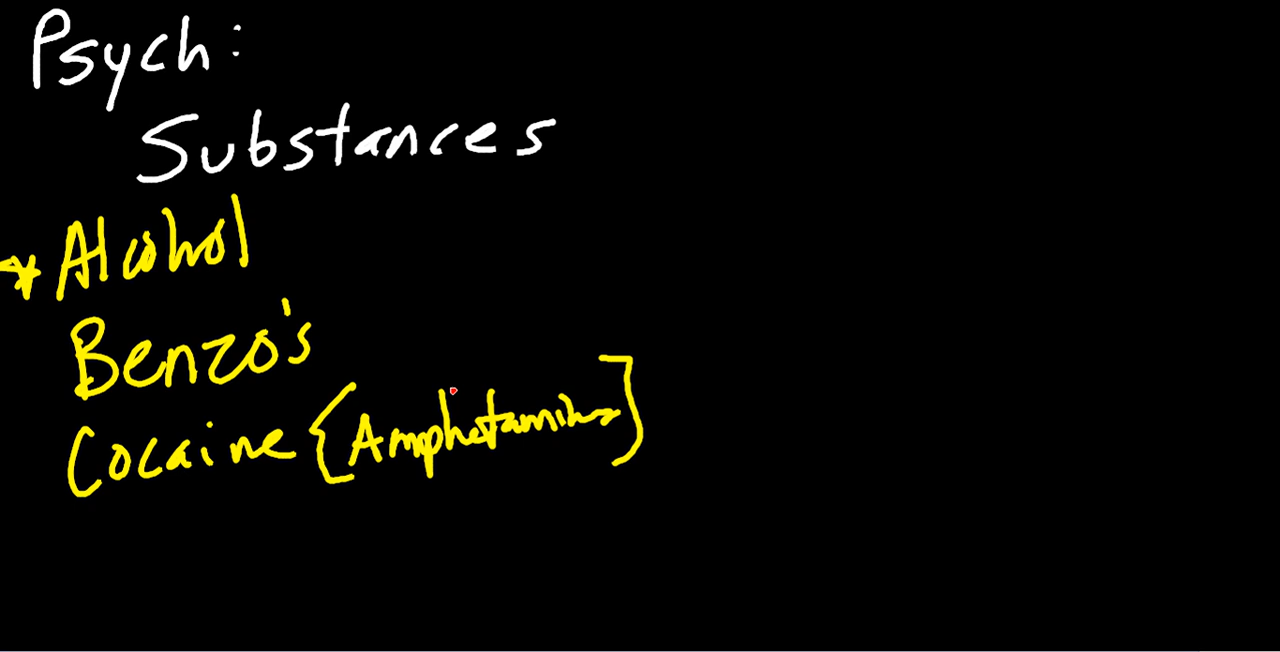 Psych:
Substances
* Alcohol
Benzo's
Cocaine [Amphetamines]